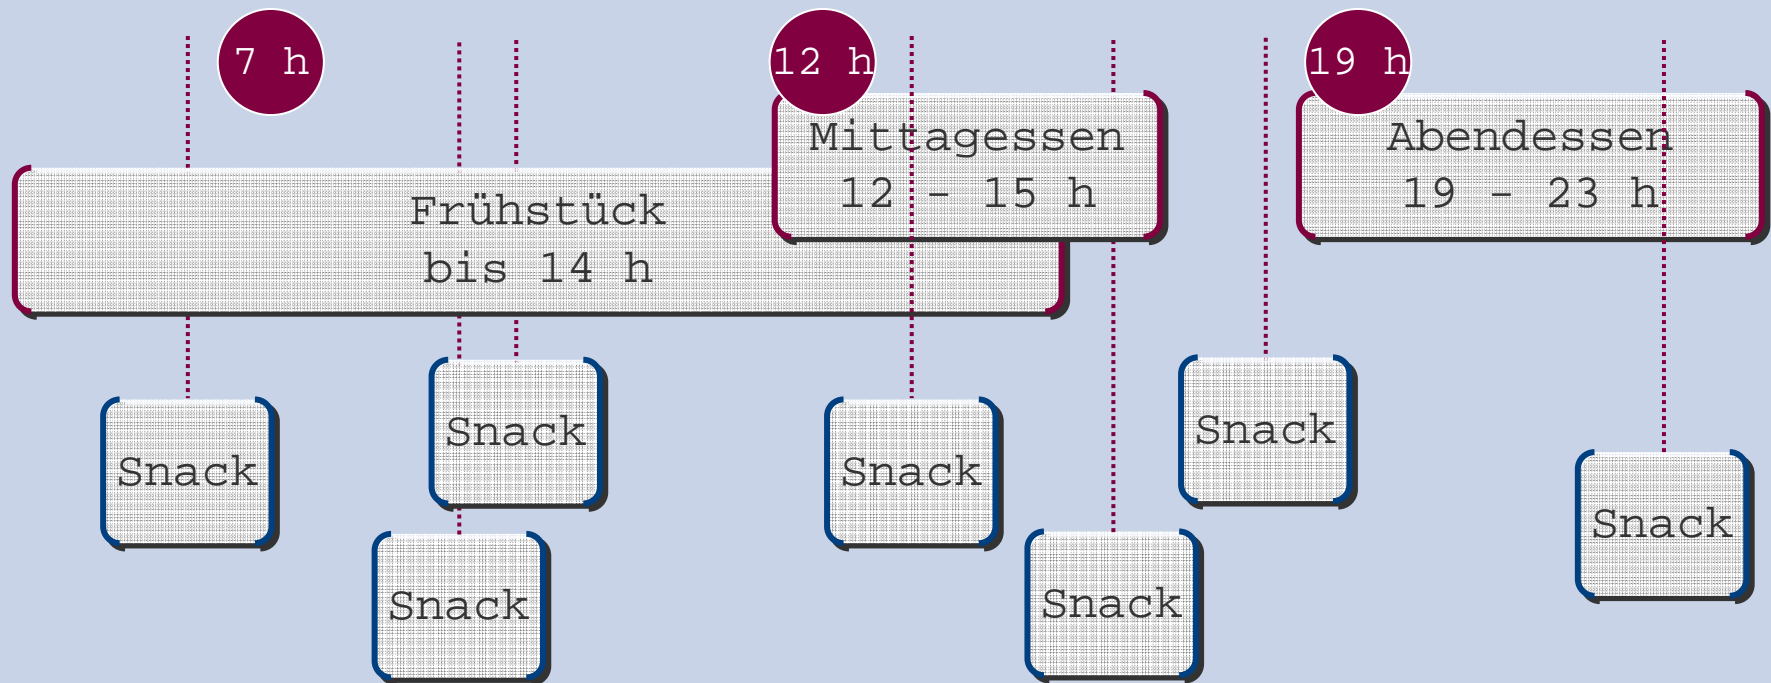 7 h
12 h
19 h
Mittagessen
12 – 15 h
Abendessen
19 – 23 h
Frühstück
bis 14 h
Snack
Snack
Snack
Snack
Snack
Snack
Snack